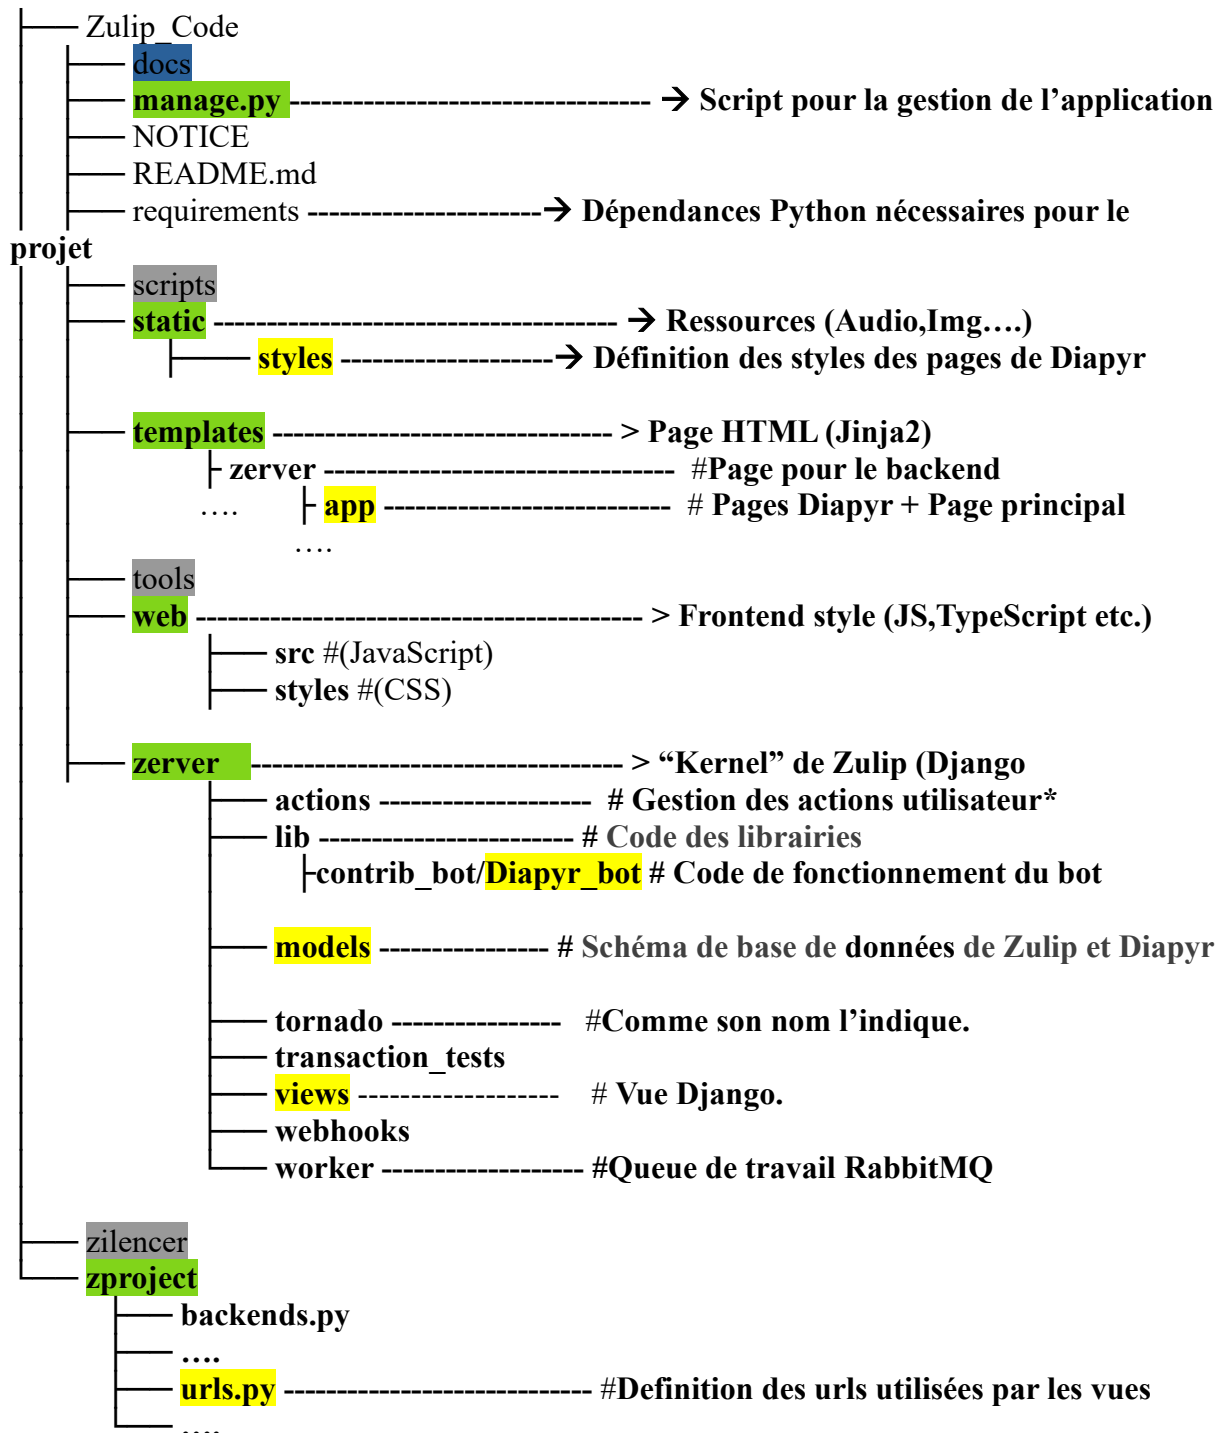 ├── Zulip_Code
├── docs
├── manage.py ---------------------------------- → Script pour la gestion de l’application
├── NOTICE
├── README.md
├── requirements ----------------------→ Dépendances Python nécessaires pour le
projet
├── scripts
├── static -------------------------------------- → Ressources (Audio,Img….)
├── styles --------------------→ Définition des styles des pages de Diapyr
├── templates -------------------------------- > Page HTML (Jinja2)
├ zerver --------------------------------- #Page pour le backend
…. ├ app --------------------------- # Pages Diapyr + Page principal
….
├── tools
├── web ------------------------------------------ > Frontend style (JS,TypeScript etc.)
├── src #(JavaScript)
├── styles #(CSS)
├── zerver ----------------------------------- > “Kernel” de Zulip (Django
├── actions -------------------- # Gestion des actions utilisateur*
├── lib ------------------------ # Code des librairies
├contrib_bot/Diapyr_bot # Code de fonctionnement du bot
├── models ---------------- # Schéma de base de données de Zulip et Diapyr
├── tornado ---------------- #Comme son nom l’indique.
├── transaction_tests
├── views ------------------- # Vue Django.
├── webhooks
└── worker ------------------- #Queue de travail RabbitMQ
├── zilencer
└── zproject
├── backends.py
├── ….
├── urls.py ----------------------------- #Definition des urls utilisées par les vues
└── ….